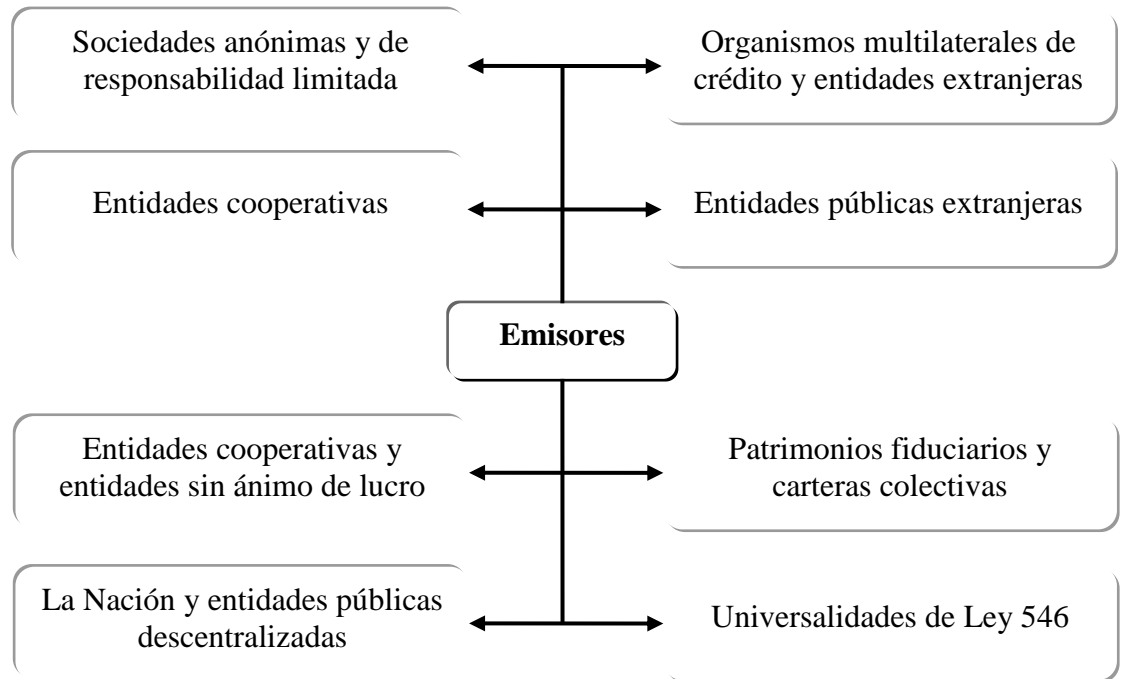 Sociedades anónimas y de
responsabilidad limitada
Organismos multilaterales de
crédito y entidades extranjeras
Entidades cooperativas
Entidades públicas extranjeras
Emisores
Entidades cooperativas y
entidades sin ánimo de lucro
Patrimonios fiduciarios y
carteras colectivas
La Nación y entidades públicas
descentralizadas
Universalidades de Ley 546